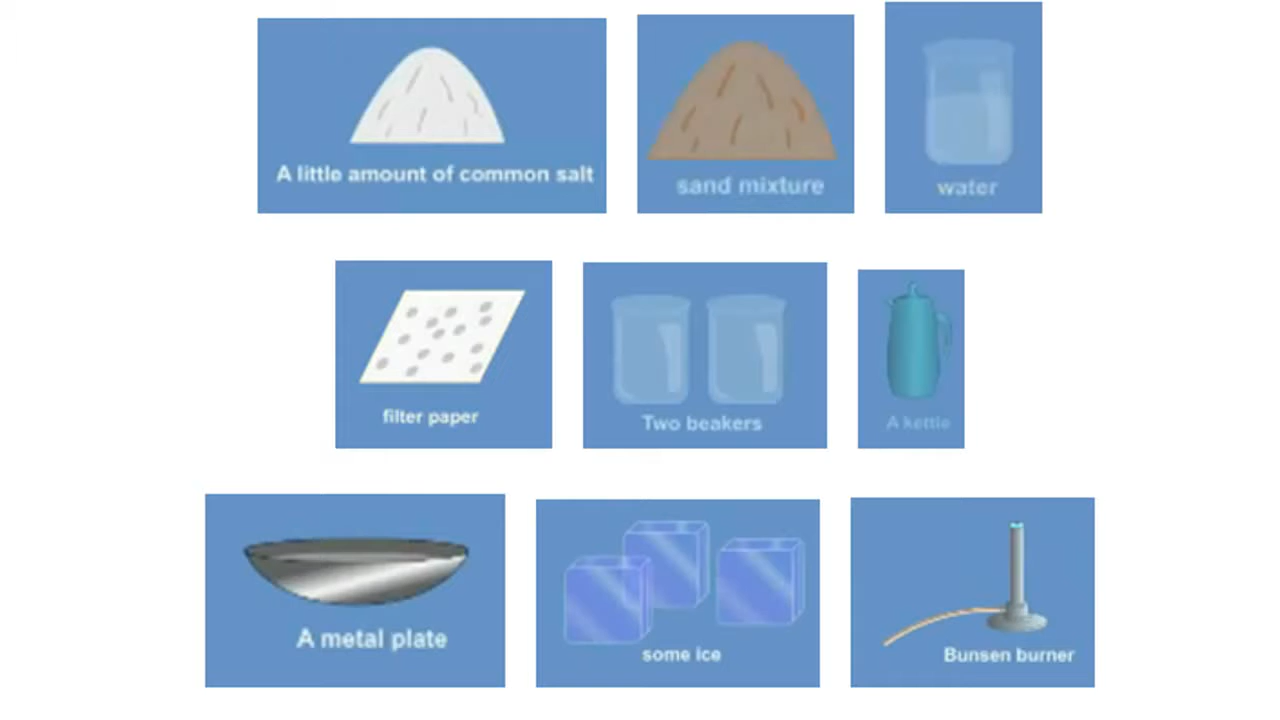 A little amount of common salt
sand mixture
water
filter paper
Two beakers
A kettle
A metal plate
some ice
Bunsen burner